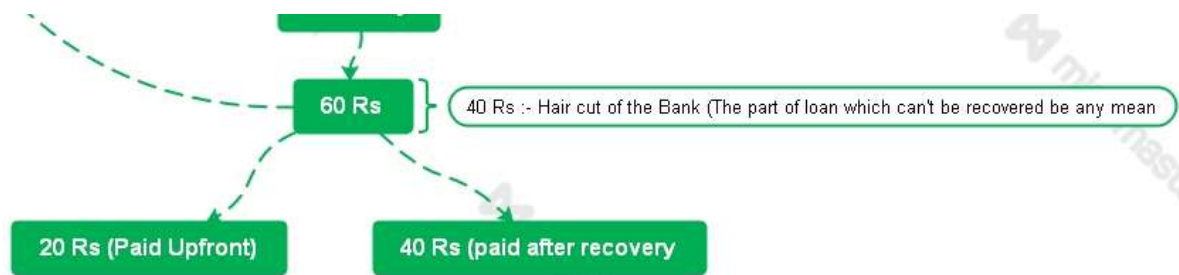 60 Rs
40 Rs :- Hair cut of the Bank (The part of loan which can't be recovered be any mean
20 Rs (Paid Upfront)
40 Rs (paid after recovery